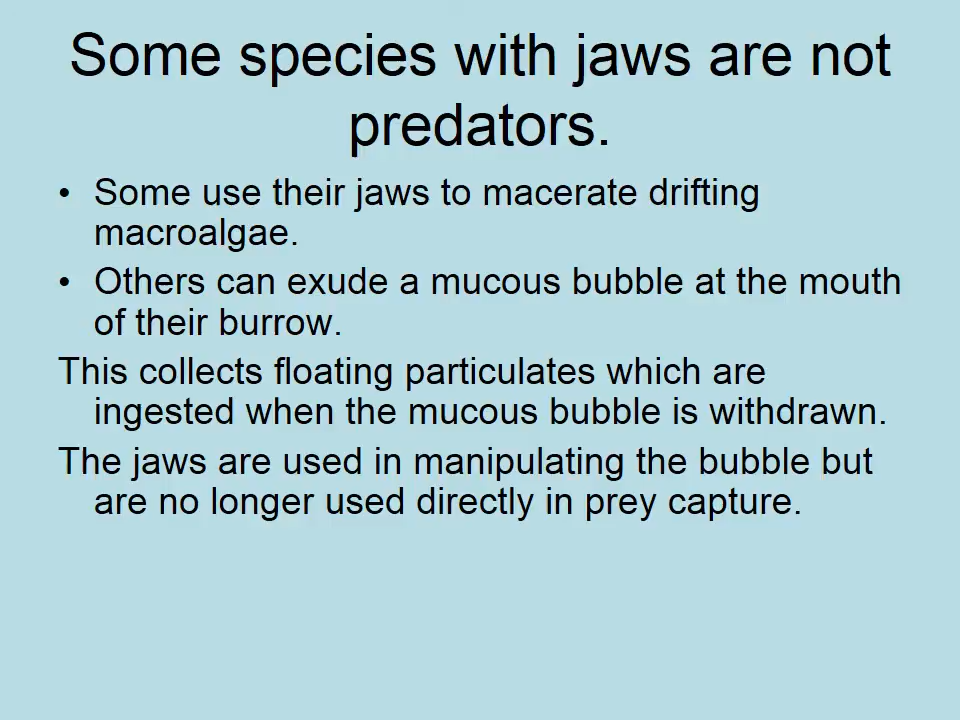 Some species with jaws are not
predators.
• Some use their jaws to macerate drifting
macroalgae.
• Others can exude a mucous bubble at the mouth
of their burrow.
This collects floating particulates which are
ingested when the mucous bubble is withdrawn.
The jaws are used in manipulating the bubble but
are no longer used directly in prey capture.